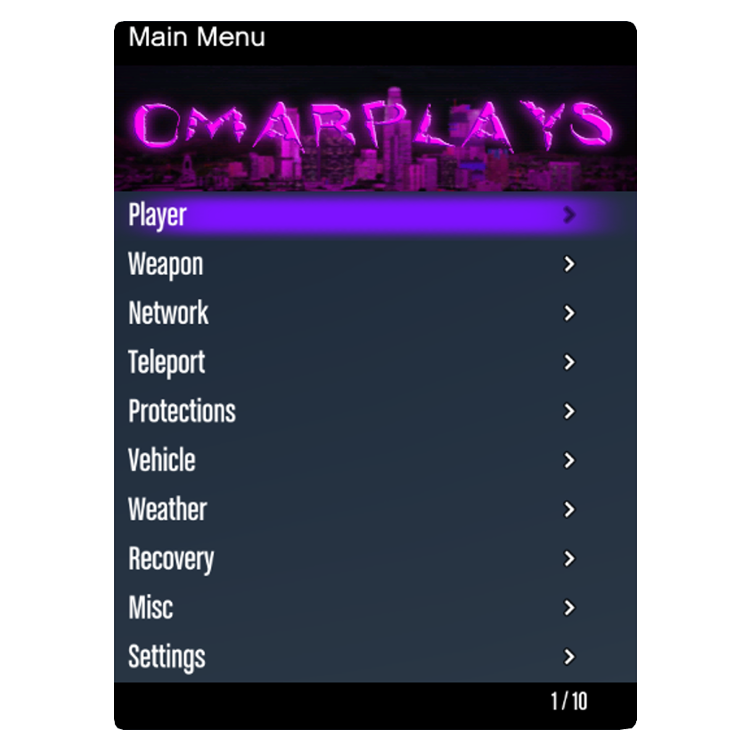 Main Menu
OMARPLAYS
Player
Weapon
Network
Teleport
Protections
Vehicle
Weather
Recovery
Misc
Settings
1 / 10